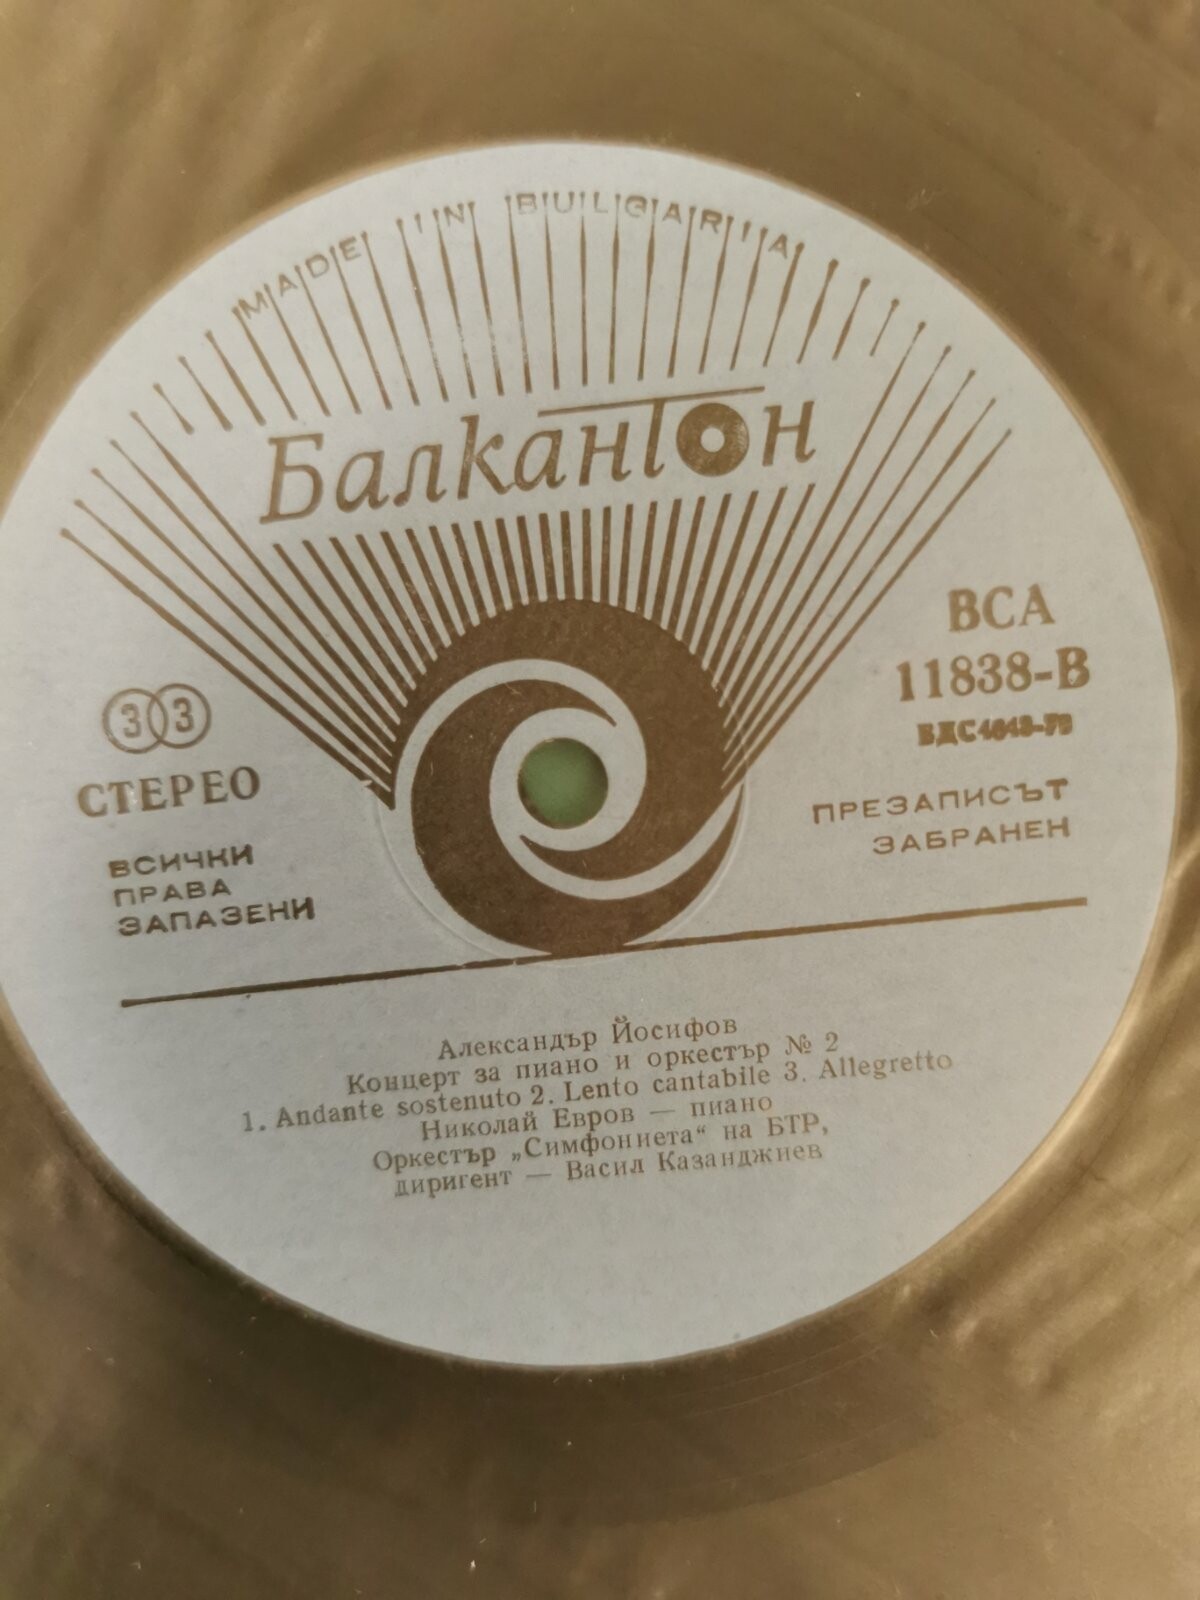 MADE IN BULGARIA
Балкантон
ВСА
11838-В
33
СТЕРЕО
ВСИЧКИ
ПРАВА
ЗАПАЗЕНИ
ПРЕЗАПИСЪТ
ЗАБРАНЕН
Александър Йосифов
Концерт за пиано и оркестър № 2
1. Andante sostenuto 2. Lento cantabile 3. Allegretto
Николай Евров — пиано
Оркестър „Симфониета“ на БТР,
диригент — Васил Казанджиев